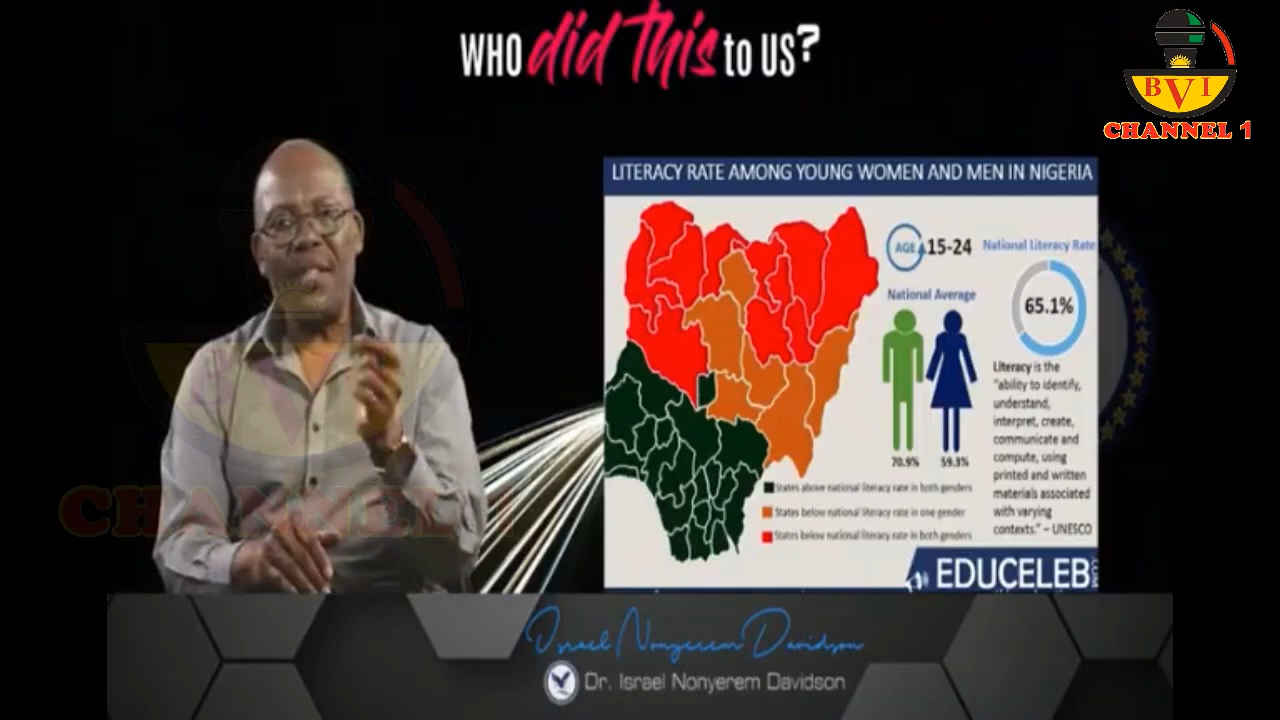 WHO did this to US?
BVI
CHANNEL 1
LITERACY RATE AMONG YOUNG WOMEN AND MEN IN NIGERIA
AGE 15-24
National Literacy Rate
65.1%
National Average
70.9% 59.3%
Literacy is the
"ability to identify,
understand,
interpret, create,
communicate and
compute, using
printed and written
materials associated
with varying
contexts." – UNESCO
States above national literacy rate in both genders
States below national literacy rate in one gender
States below national literacy rate in both genders
EDUCELEB
.COM
CHANNEL 1
Israel Nonyerem Davidson
Dr. Israel Nonyerem Davidson